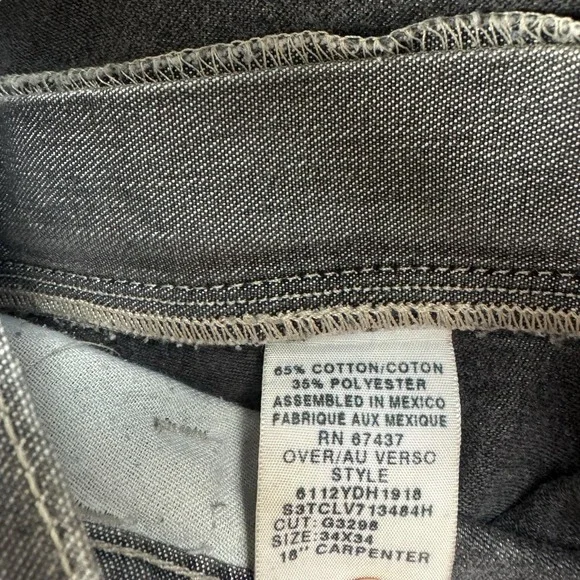 65% COTTON/COTON
35% POLYESTER
ASSEMBLED IN MEXICO
FABRIQUÉ AUX MEXIQUE
RN 67437
OVER/AU VERSO
STYLE
6112YDH1918
S3TCLV713484H
CUT: G3298
SIZE: 34X34
18" CARPENTER